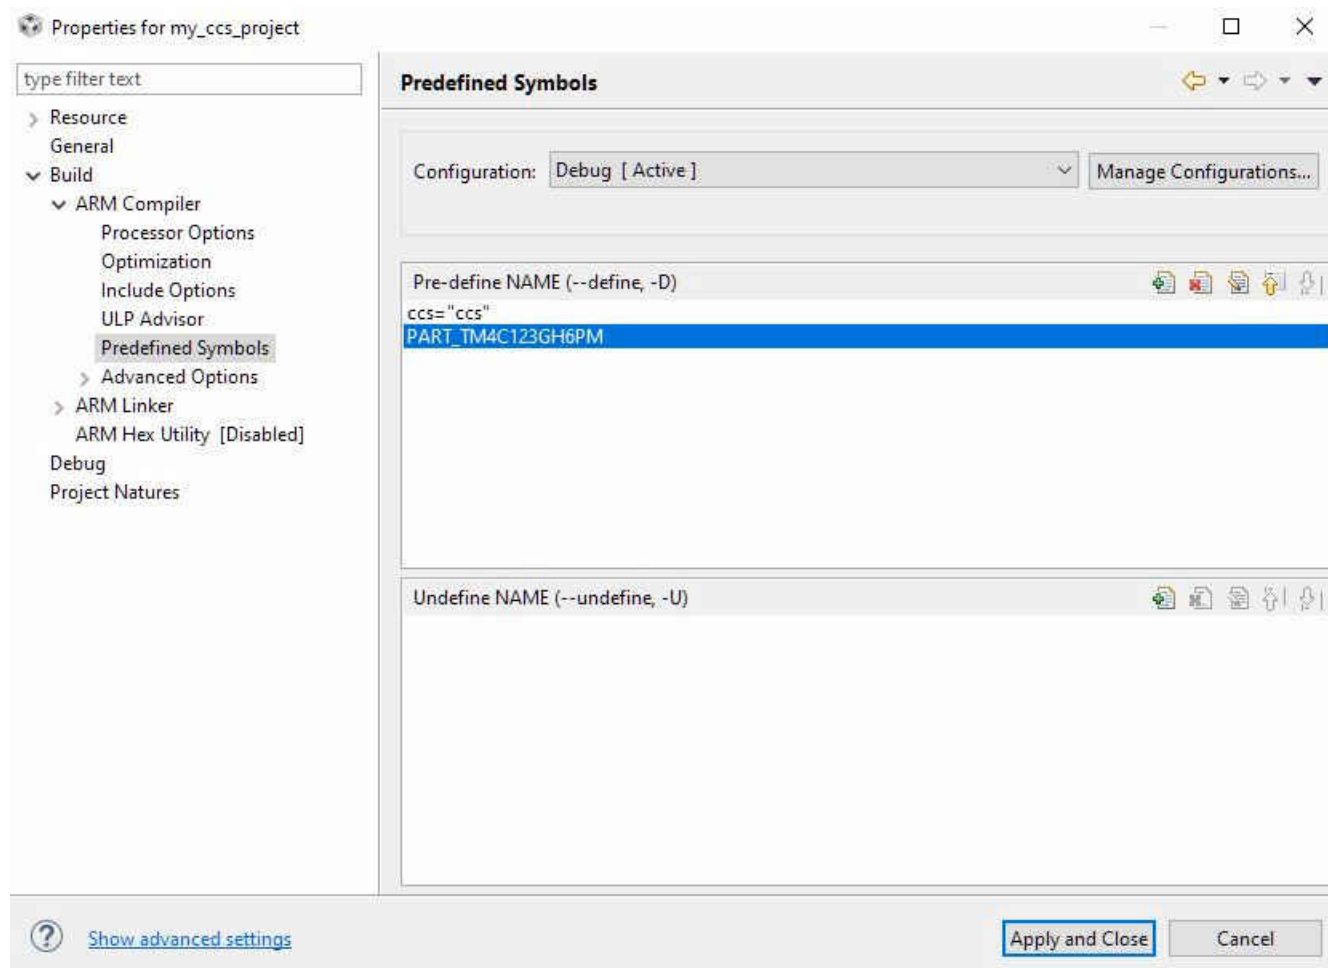 Properties for my_ccs_project
type filter text
Resource
General
Build
ARM Compiler
Processor Options
Optimization
Include Options
ULP Advisor
Predefined Symbols
Advanced Options
ARM Linker
ARM Hex Utility [Disabled]
Debug
Project Natures
Predefined Symbols
Configuration: Debug [ Active ] Manage Configurations...
Pre-define NAME (--define, -D)
ccs="ccs"
PART_TM4C123GH6PM
Undefine NAME (--undefine, -U)
Show advanced settings
Apply and Close Cancel